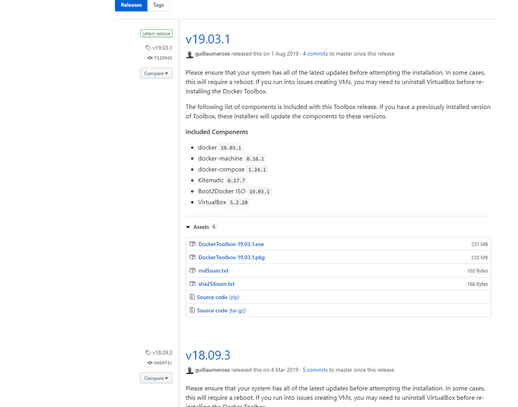 Releases Tags
Latest release
v19.03.1
v19.03.1
guillaumerose released this on 1 Aug 2019 · 4 commits to master since this release
Compare
Please ensure that your system has all of the latest updates before attempting the installation. In some cases,
this will require a reboot. If you run into issues creating VMs, you may need to uninstall VirtualBox before re-
installing the Docker Toolbox.
The following list of components is included with this Toolbox release. If you have a previously installed version
of Toolbox, these installers will update the components to these versions.
Included Components
docker 19.03.1
docker-machine 0.16.1
docker-compose 1.24.1
Kitematic 0.17.7
Boot2Docker ISO 19.03.1
VirtualBox 5.2.20
Assets 6
DockerToolbox-19.03.1.exe 231 MB
DockerToolbox-19.03.1.pkg 235 MB
md5sum.txt 102 Bytes
sha256sum.txt 168 Bytes
Source code (zip)
Source code (tar.gz)
v18.09.3
v18.09.3
guillaumerose released this on 4 Mar 2019 · 5 commits to master since this release
Compare
Please ensure that your system has all of the latest updates before attempting the installation. In some cases,
this will require a reboot. If you run into issues creating VMs, you may need to uninstall VirtualBox before re-
installing the Docker Toolbox.